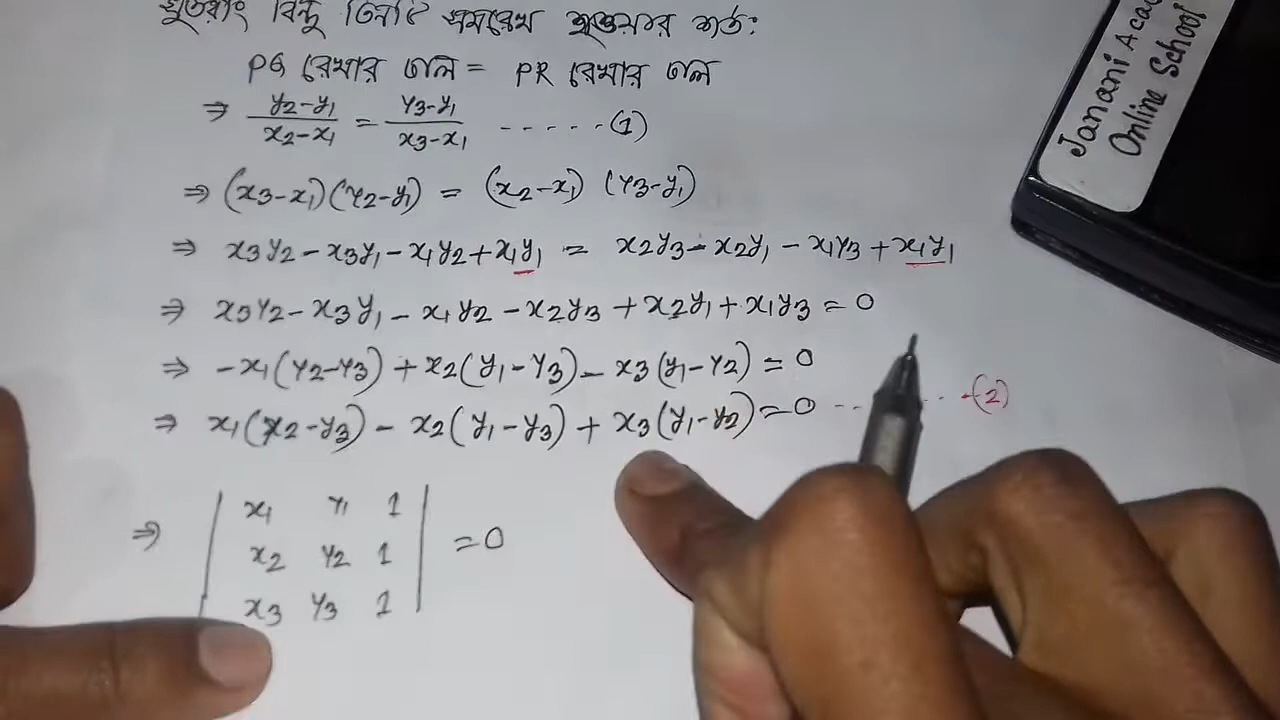 সুতরাং বিন্দু তিনটি সমরেখ হওয়ার শর্ত:
PQ রেখার ঢাল = PR রেখার ঢাল
⇒ (y₂-y₁)/(x₂-x₁) = (y₃-y₁)/(x₃-x₁) ------(1)
⇒ (x₃-x₁)(y₂-y₁) = (x₂-x₁) (y₃-y₁)
⇒ x₃y₂-x₃y₁-x₁y₂+x₁y₁ = x₂y₃-x₂y₁-x₁y₃+x₁y₁
⇒ x₃y₂-x₃y₁-x₁y₂-x₂y₃+x₂y₁+x₁y₃=0
⇒ -x₁(y₂-y₃)+x₂(y₁-y₃)-x₃(y₁-y₂)=0
⇒ x₁(y₂-y₃)-x₂(y₁-y₃)+x₃(y₁-y₂)=0 ------(2)
⇒ | x₁ y₁ 1 |
| x₂ y₂ 1 | =0
| x₃ y₃ 1 |
Janani
Online School